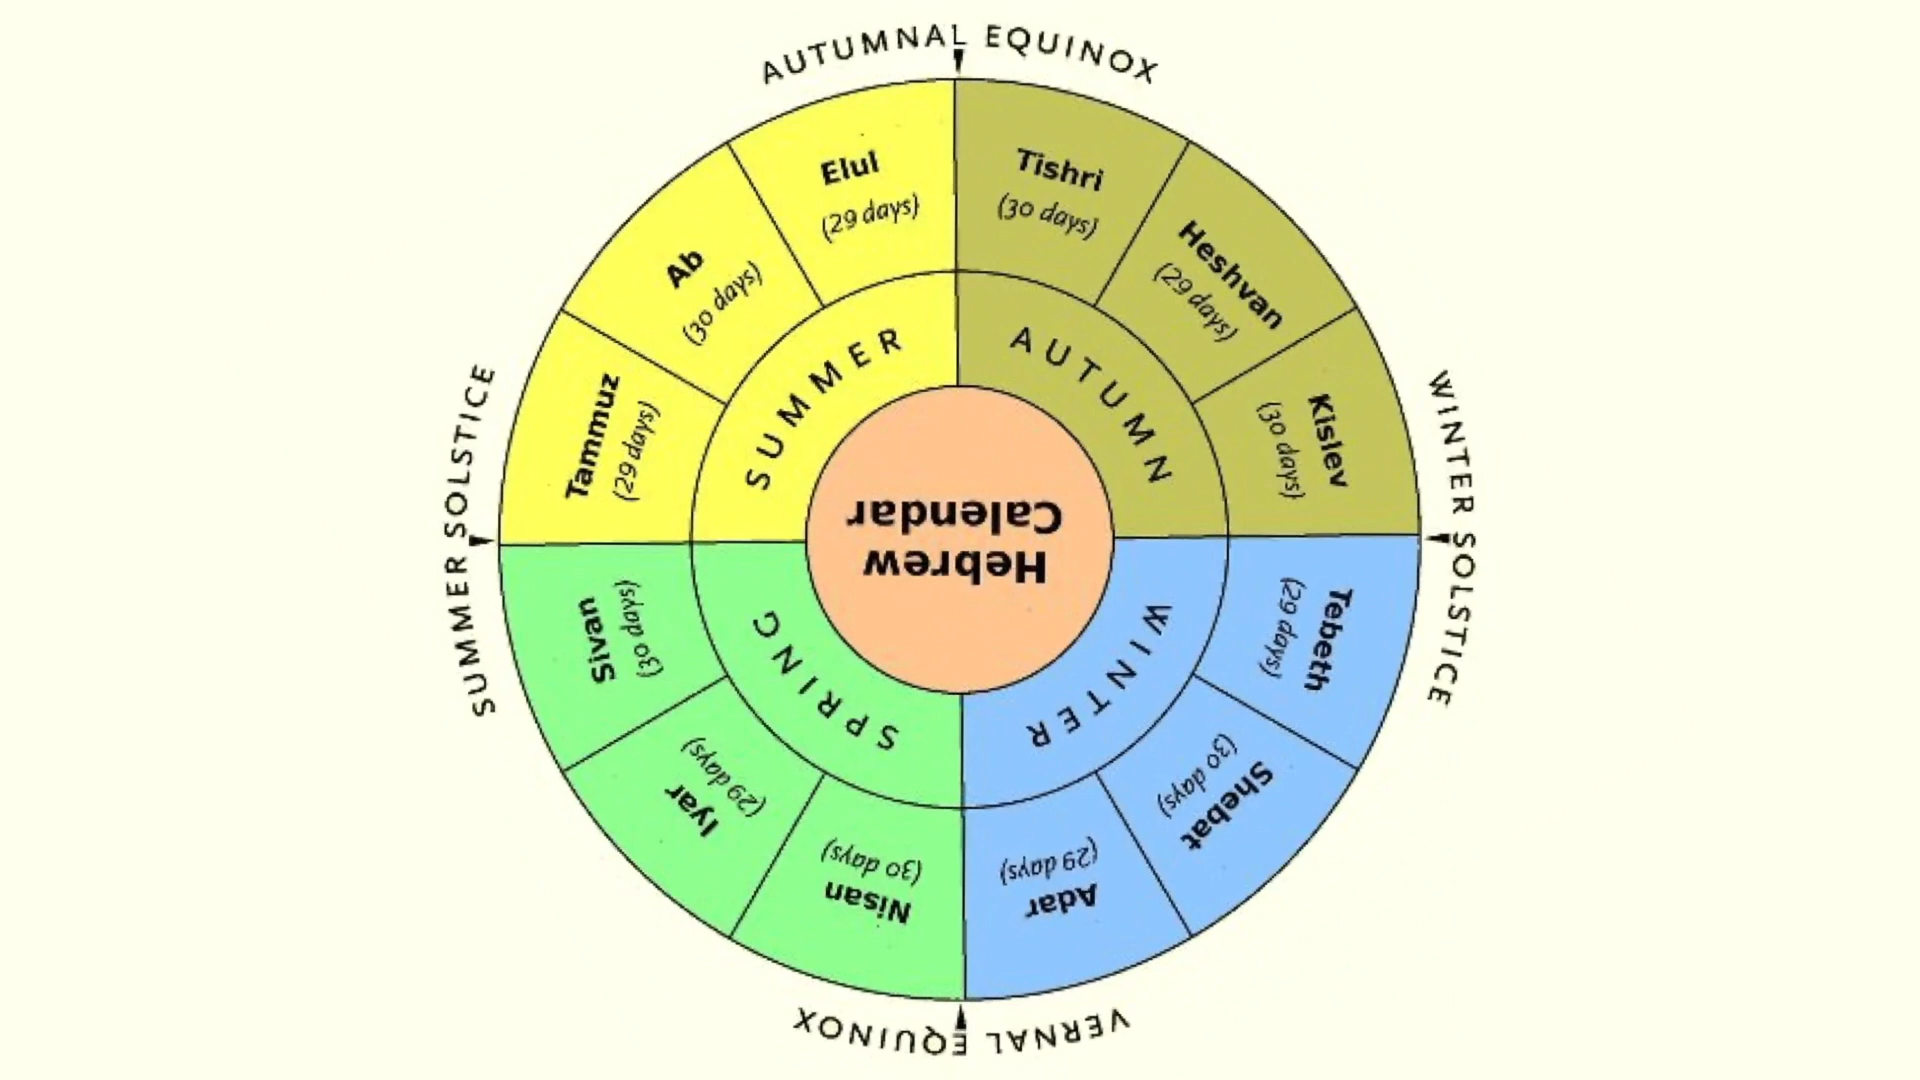 AUTUMNAL EQUINOX
Elul
(29 days)
Tishri
(30 days)
Ab
(30 days)
Heshvan
(29 days)
Tammuz
(29 days)
Kislev
(30 days)
SUMMER
AUTUMN
SUMMER SOLSTICE
WINTER SOLSTICE
Hebrew
Calendar
SPRING
WINTER
Sivan
(30 days)
Tebeth
(29 days)
Iyar
(29 days)
Shebat
(30 days)
Nisan
(30 days)
Adar
(29 days)
VERNAL EQUINOX